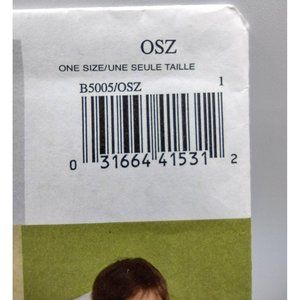 OSZ
ONE SIZE/UNE SEULE TAILLE
B5005/OSZ 1
0 31664 41531 2